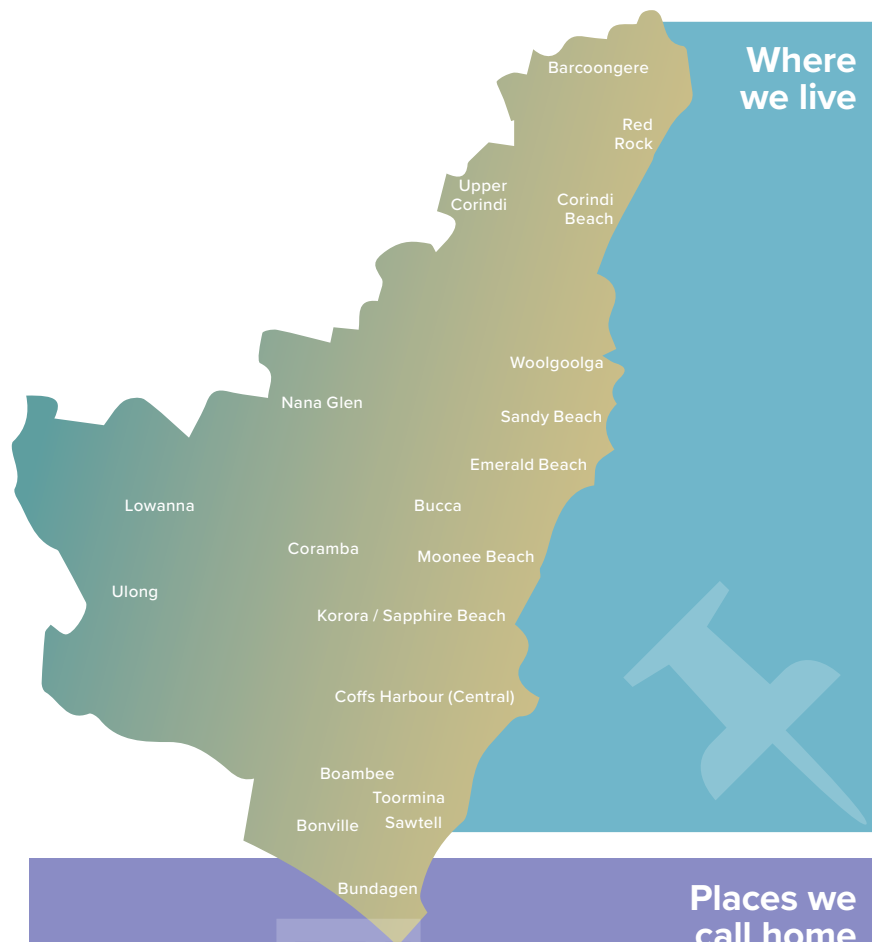 Where
we live
Barcoongere
Red
Rock
Upper
Corindi
Corindi
Beach
Woolgoolga
Nana Glen
Sandy Beach
Emerald Beach
Lowanna
Bucca
Coramba
Moonee Beach
Ulong
Korora / Sapphire Beach
Coffs Harbour (Central)
Boambee
Toormina
Bonville
Sawtell
Bundagen
Places we
call home